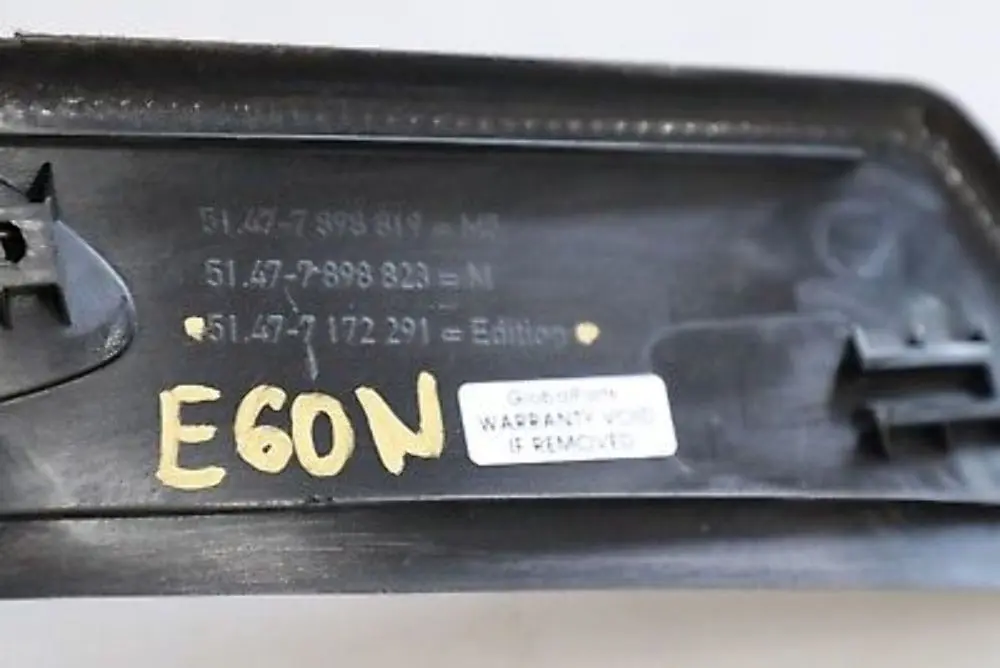 51.47-7 898 819 = M5
51.47-7 898 823 = M
51.47-7 172 291 = Edition
E60N
GlobalParts
WARRANTY VOID
IF REMOVED